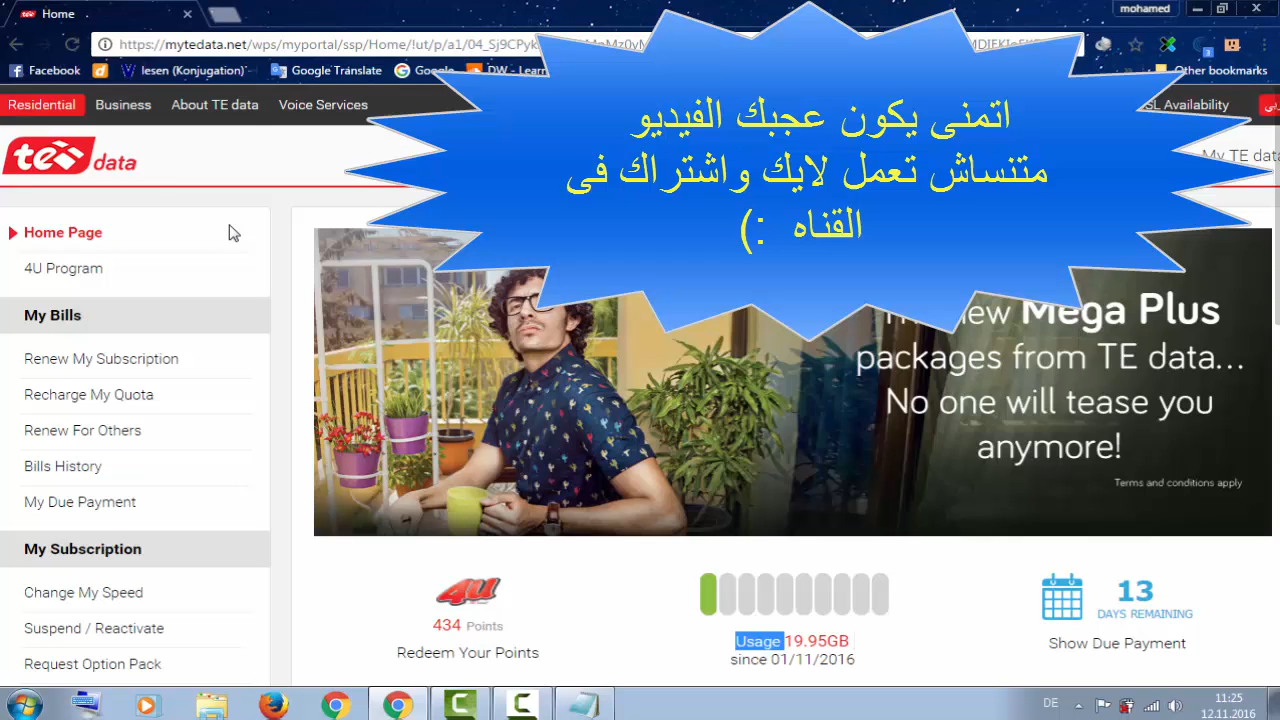 Home
mohamed
https://mytedata.net/wps/myportal/ssp/Home/!ut/p/a1/04_Sj9CPyk
Facebook
lesen (Konjugation)
Google Translate
Google
DW - Learn
Other bookmarks
Residential
Business
About TE data
Voice Services
SL Availability
te data
My TE data
اتمنى يكون عجبك الفيديو
متنساش تعمل لايك واشتراك فى
القناه :)
Home Page
4U Program
My Bills
Renew My Subscription
Recharge My Quota
Renew For Others
Bills History
My Due Payment
My Subscription
Change My Speed
Suspend / Reactivate
Request Option Pack
new Mega Plus
packages from TE data...
No one will tease you
anymore!
Terms and conditions apply
4U
434 Points
Redeem Your Points
Usage 19.95GB
since 01/11/2016
13
DAYS REMAINING
Show Due Payment
DE
11:25
12.11.2016